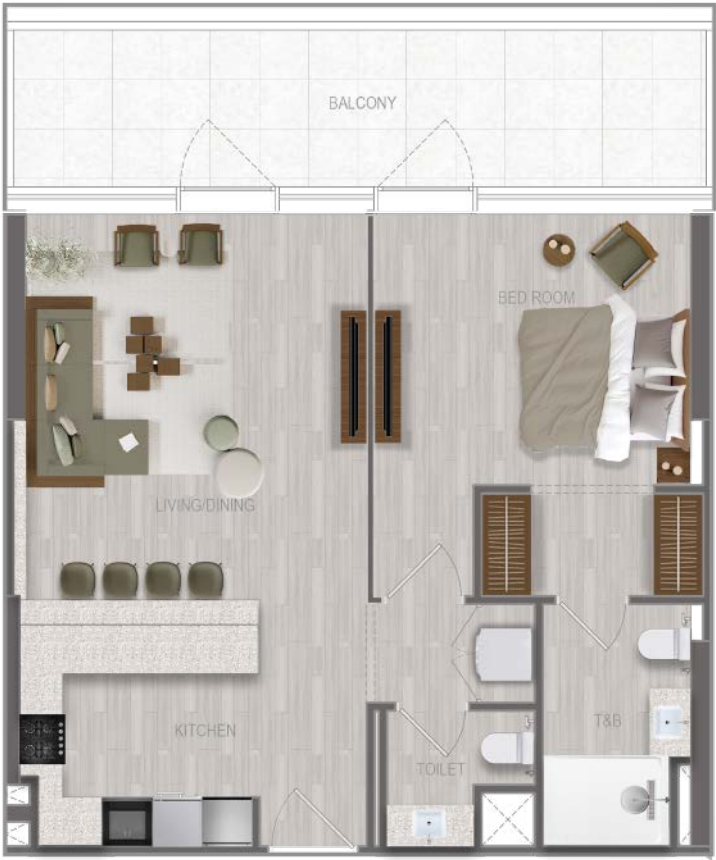 BALCONY
BED ROOM
LIVING/DINING
KITCHEN
T&B
TOILET